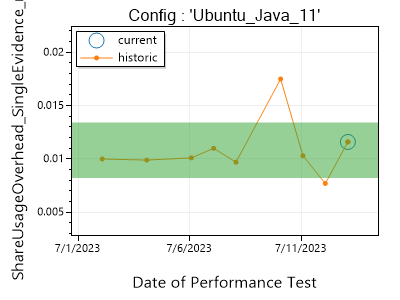 Config : 'Ubuntu_Java_11'
current
historic
0.02
0.015
0.01
0.005
7/1/2023
7/6/2023
7/11/2023
Date of Performance Test
ShareUsageOverhead_SingleEvidence_